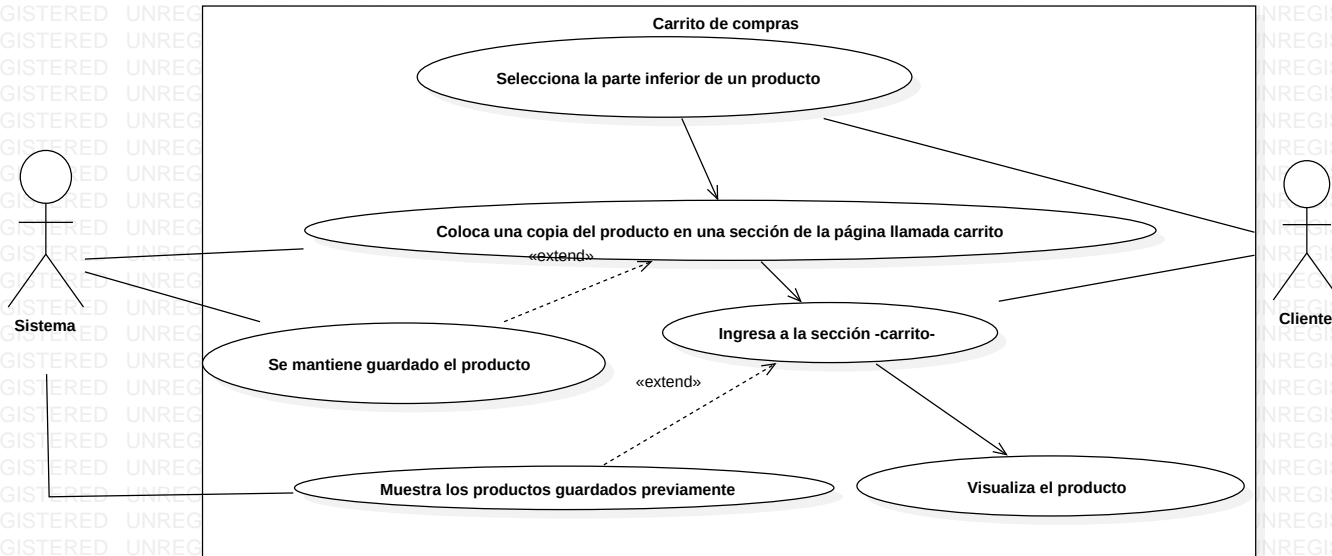 Carrito de compras
Selecciona la parte inferior de un producto
Coloca una copia del producto en una sección de la página llamada carrito
«extend»
Sistema
Cliente
Ingresa a la sección -carrito-
Se mantiene guardado el producto
«extend»
Muestra los productos guardados previamente
Visualiza el producto